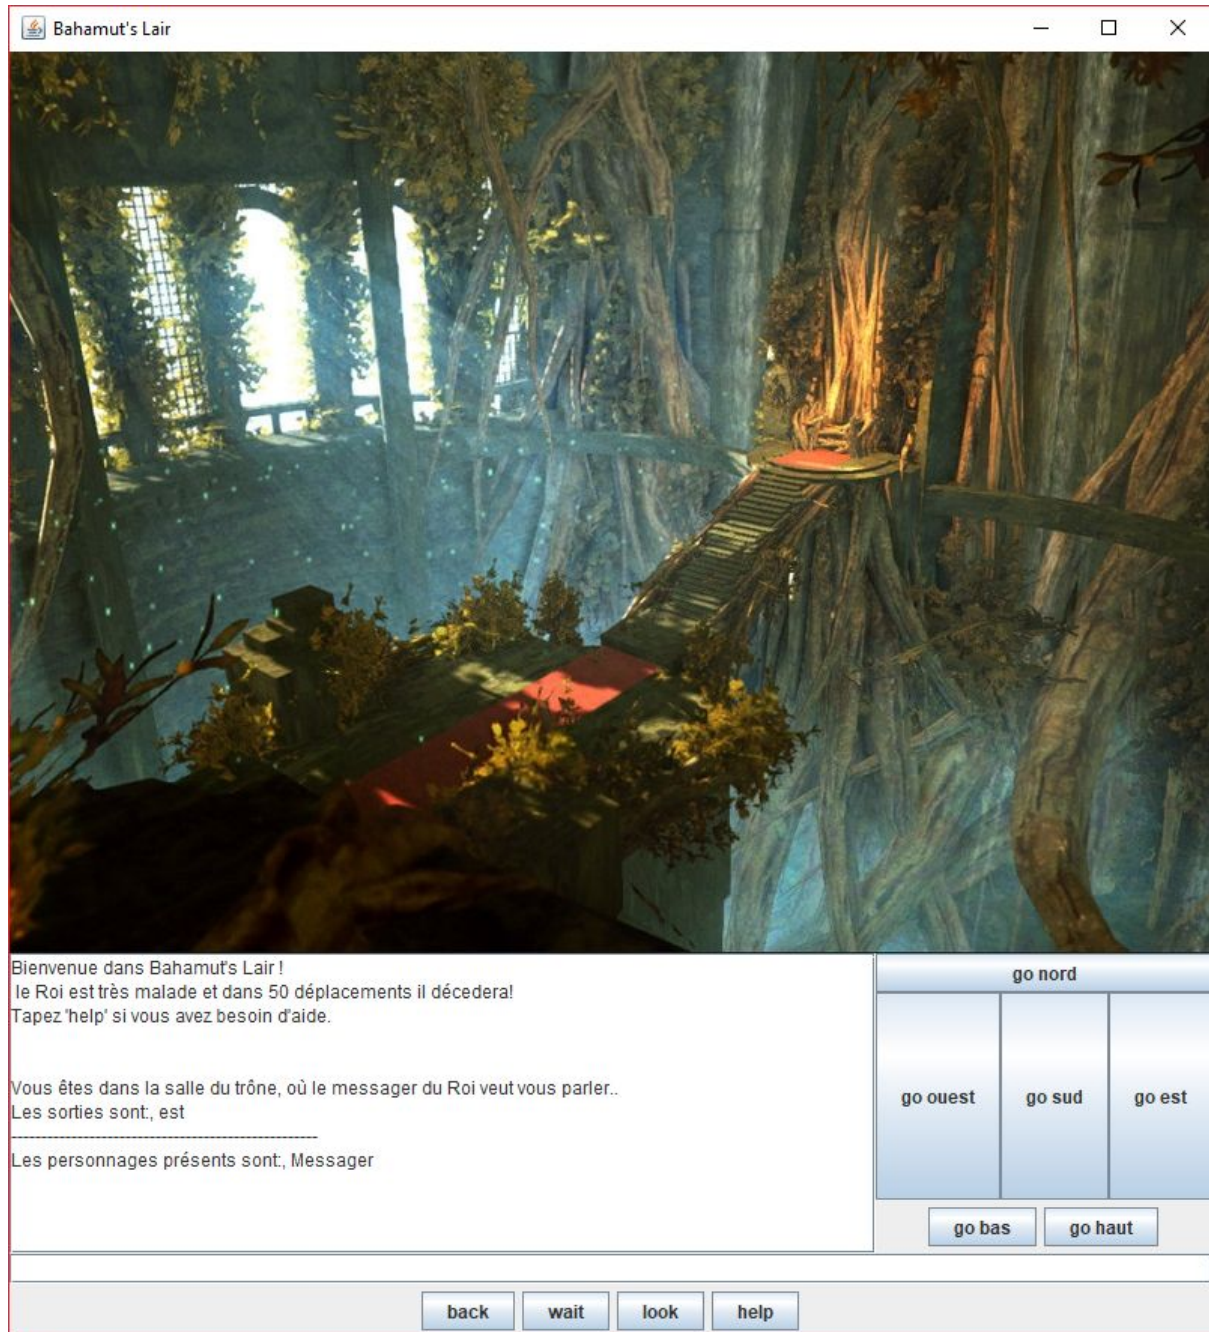 Bahamut's Lair
Bienvenue dans Bahamut's Lair !
le Roi est très malade et dans 50 déplacements il décedera!
Tapez 'help' si vous avez besoin d'aide.
Vous êtes dans la salle du trône, où le messager du Roi veut vous parler..
Les sorties sont:, est
----------------------------------------------------
Les personnages présents sont:, Messager
go nord
go ouest
go sud
go est
go bas
go haut
back
wait
look
help